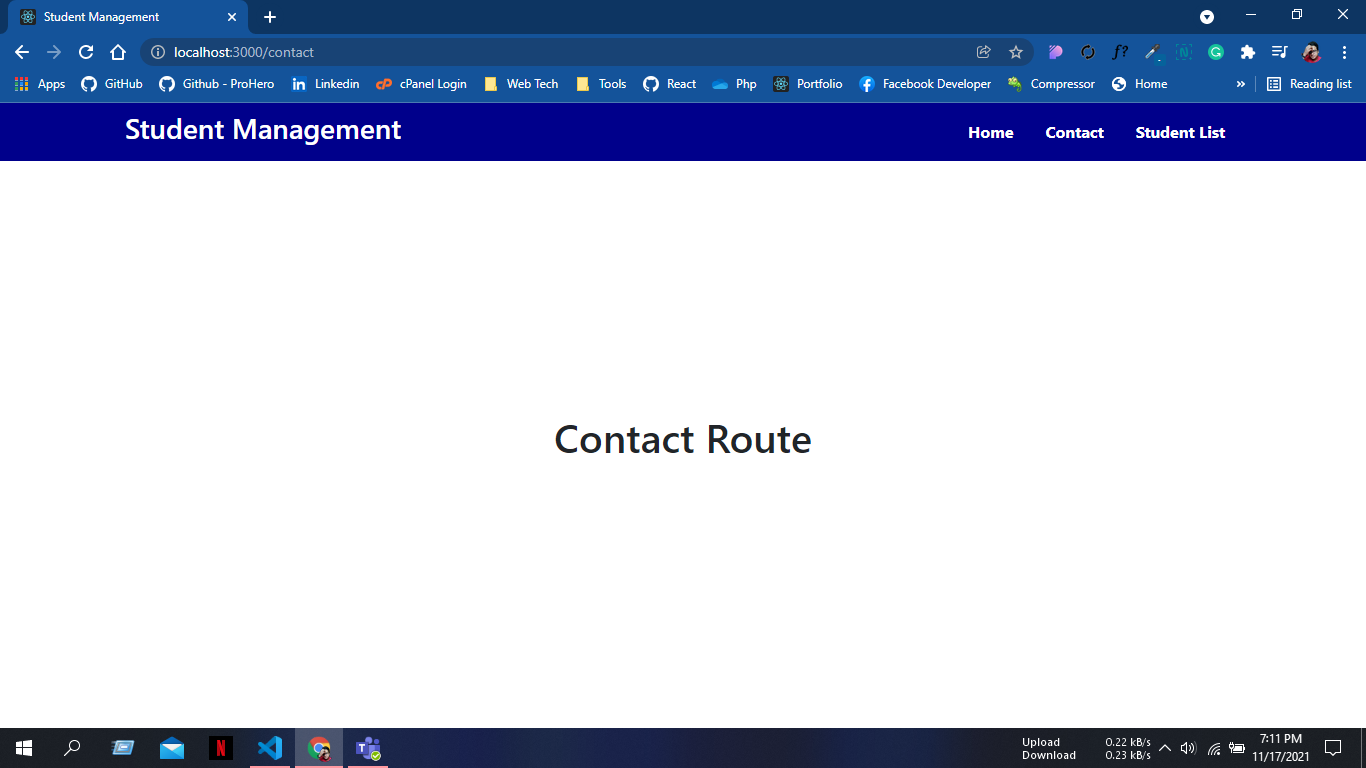 Student Management
localhost:3000/contact
Apps GitHub Github - ProHero Linkedin cPanel Login Web Tech Tools React Php Portfolio Facebook Developer Compressor Home » Reading list
Student Management Home Contact Student List
Contact Route
Upload 0.22 kB/s
Download 0.23 kB/s
7:11 PM
11/17/2021